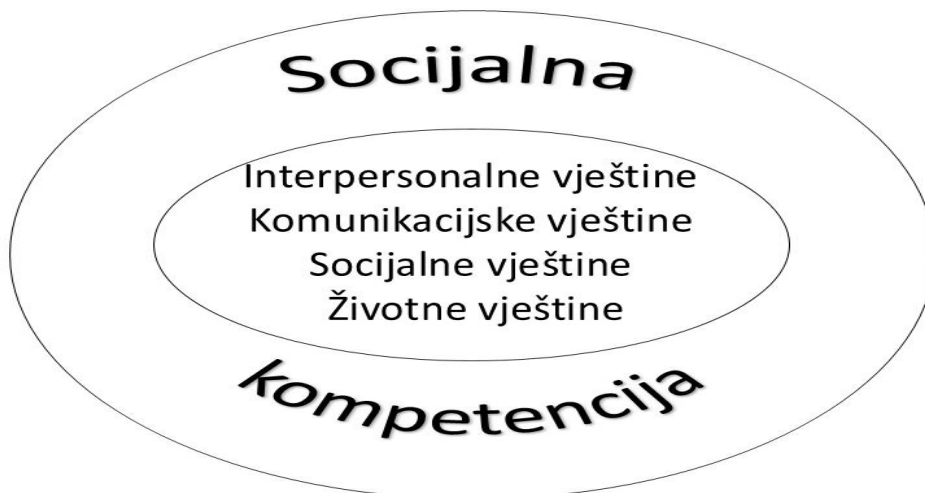 Socijalna
Interpersonalne vještine
Komunikacijske vještine
Socijalne vještine
Životne vještine
kompetencija